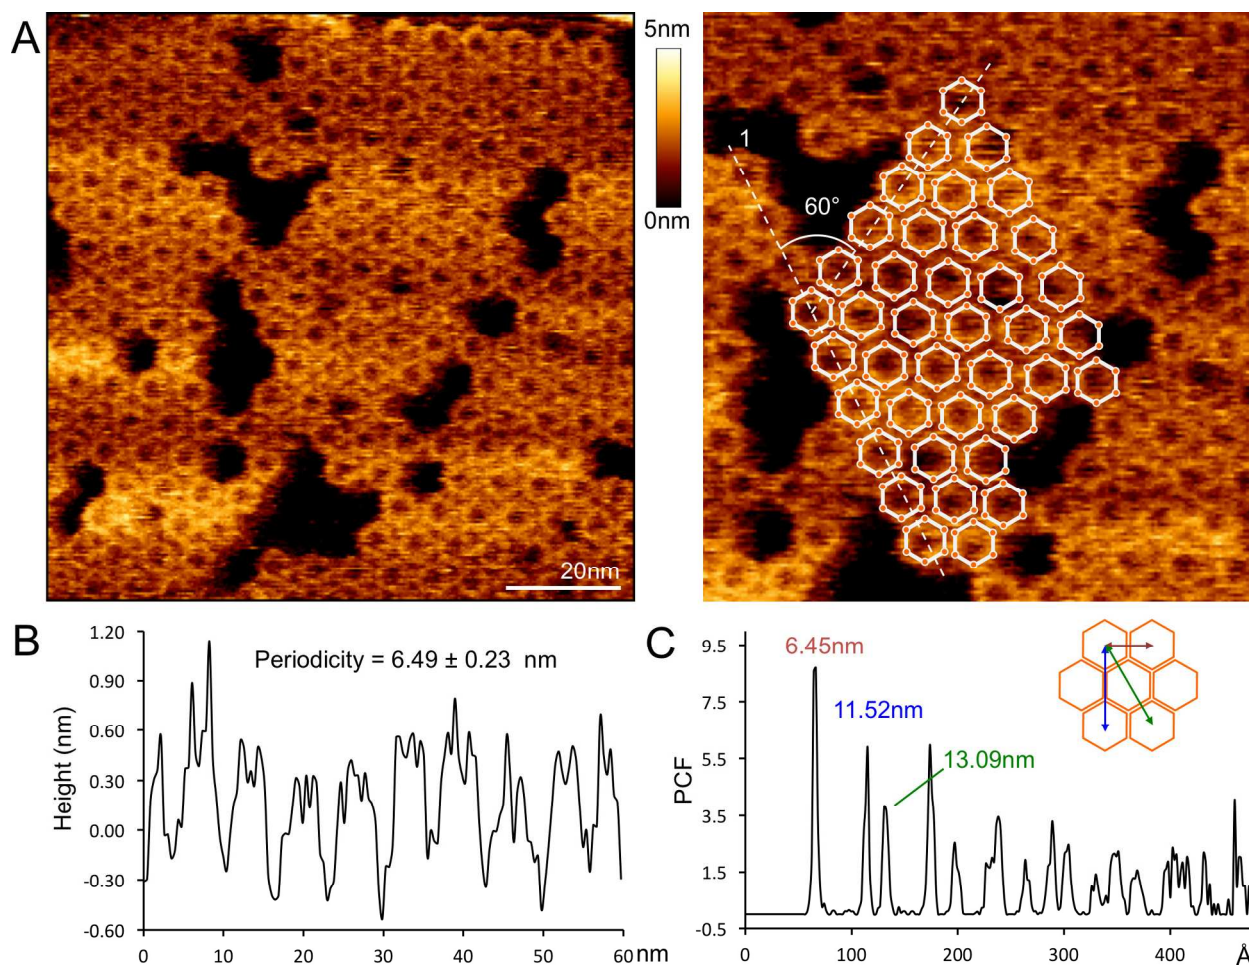 A
5nm
0nm
20nm
1
60°
B
Periodicity = 6.49 ± 0.23 nm
Height (nm)
1.20
0.90
0.60
0.30
0.00
-0.30
-0.60
0 10 20 30 40 50 60 nm
C
6.45nm
11.52nm
13.09nm
PCF
9.5
7.5
5.5
3.5
1.5
-0.5
0 100 200 300 400 Å